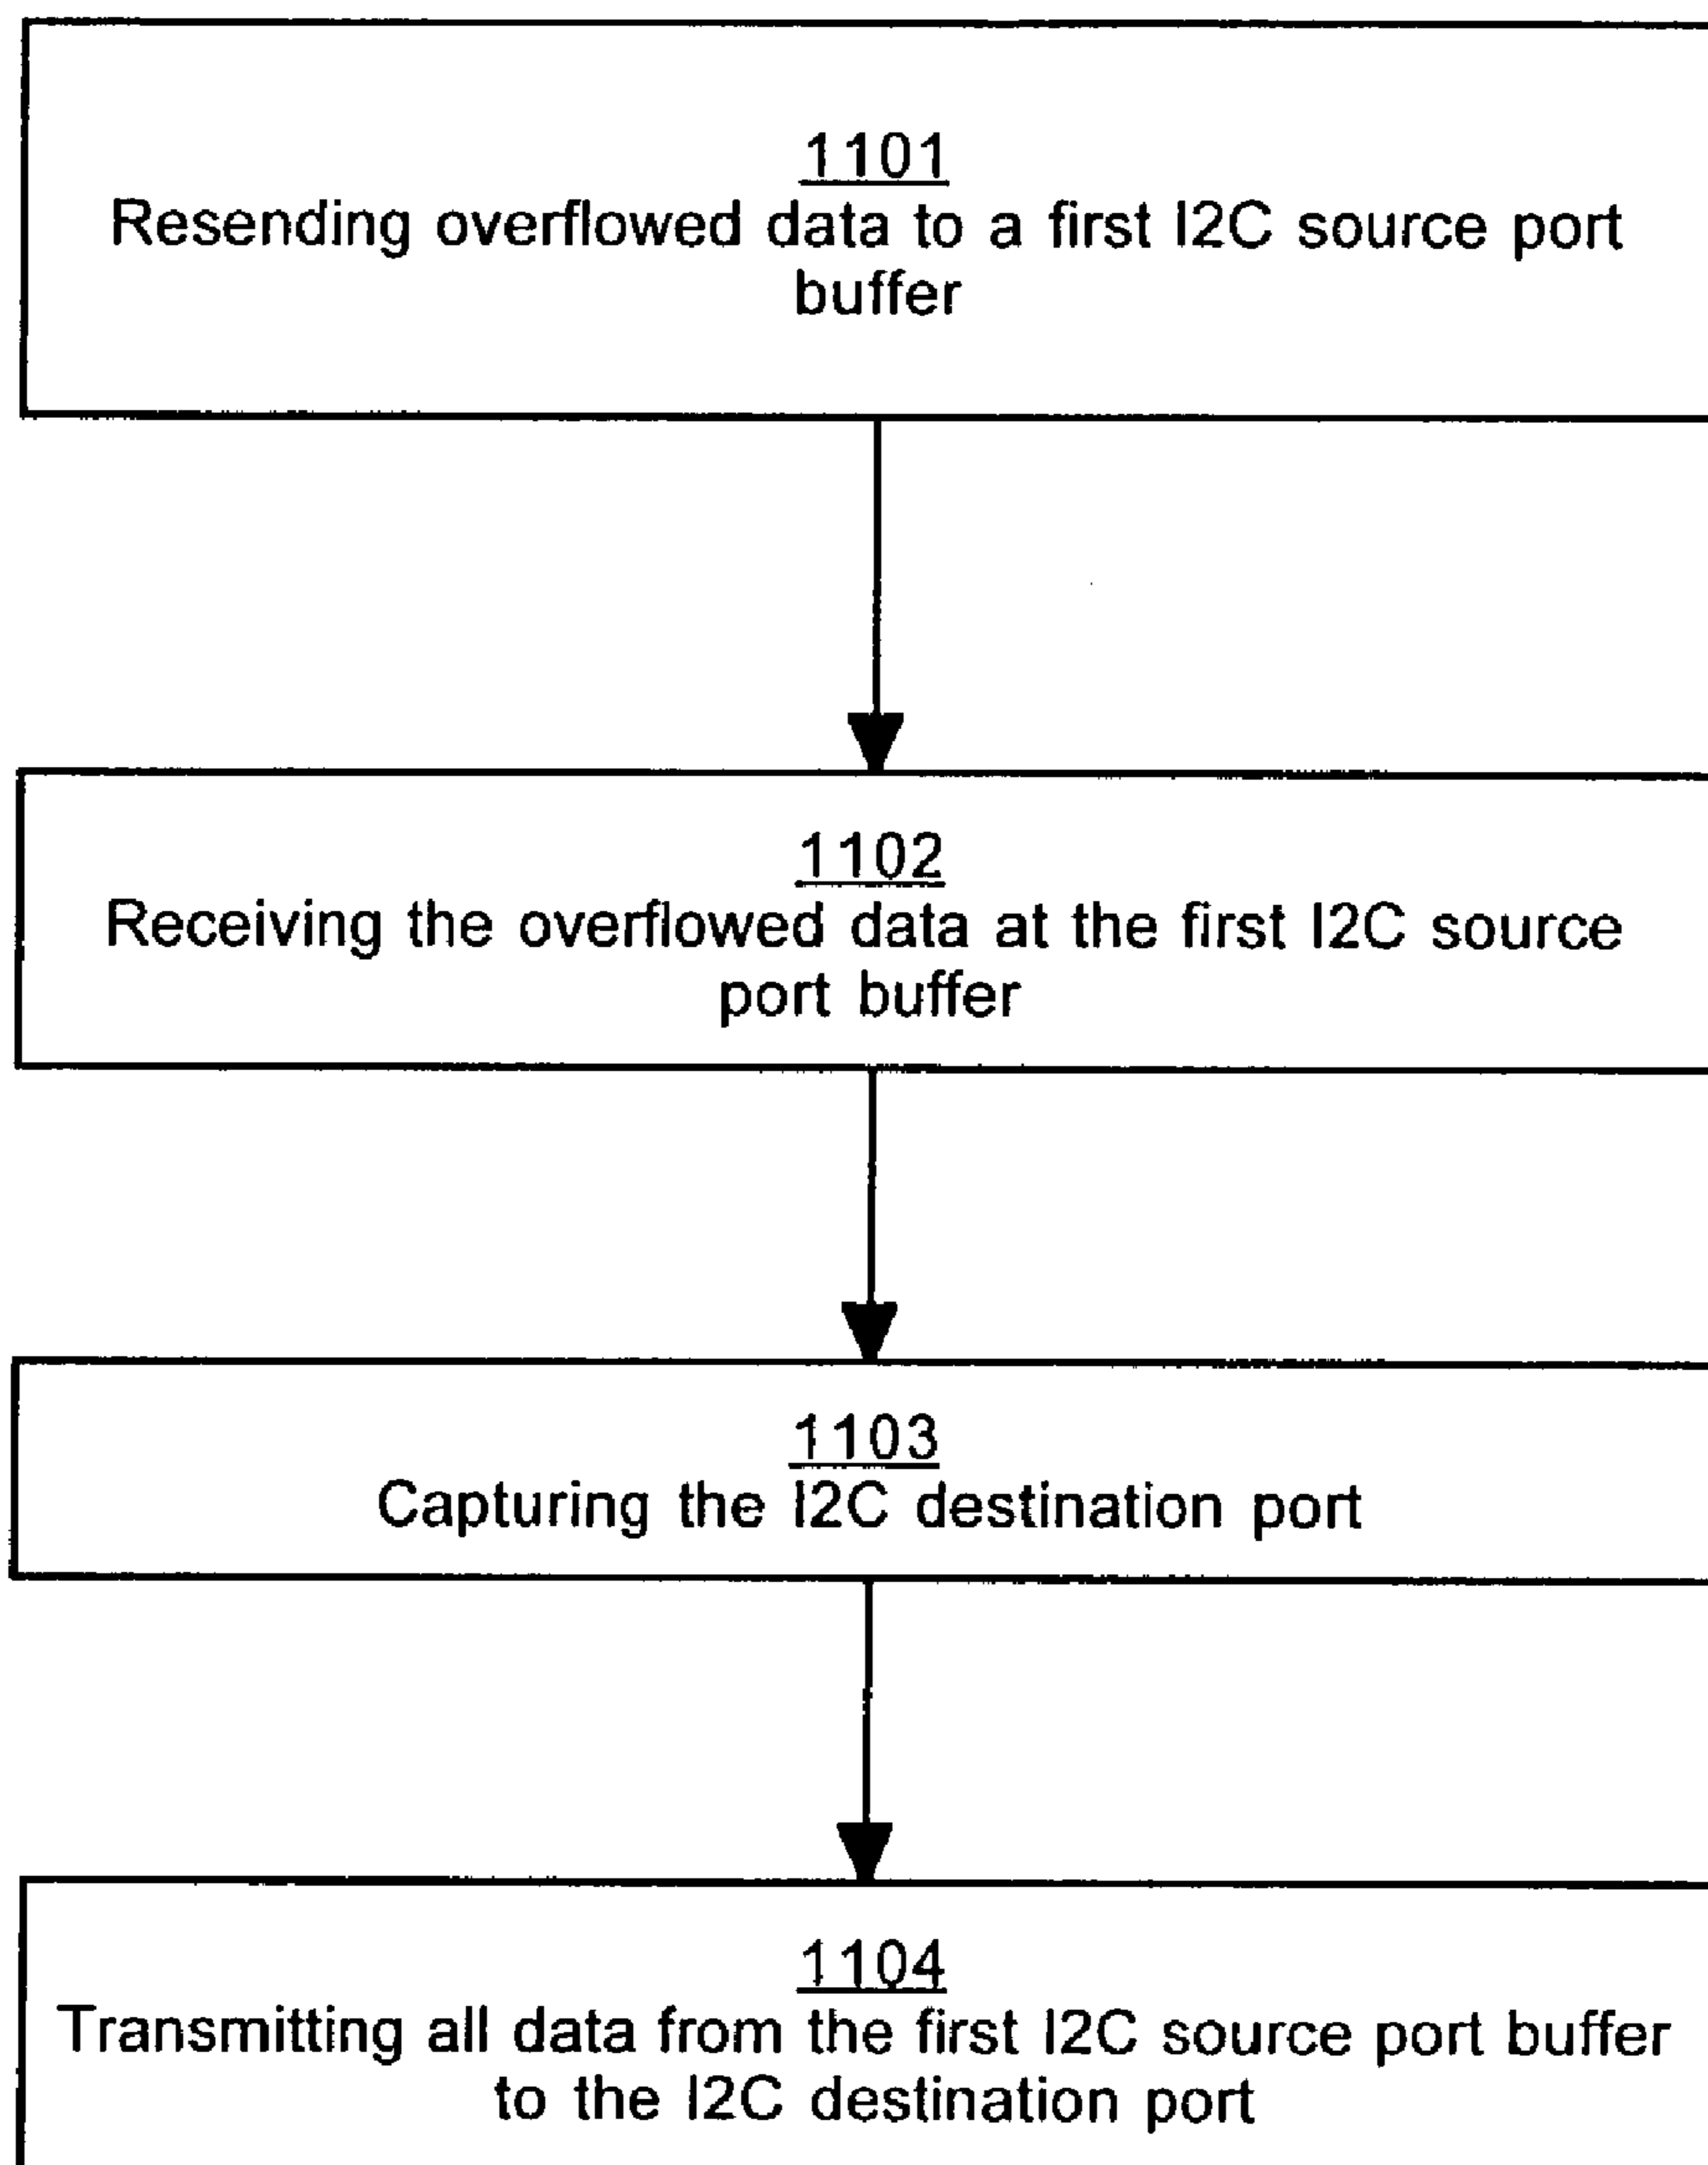 1101
Resending overflowed data to a first I2C source port
buffer
1102
Receiving the overflowed data at the first I2C source
port buffer
1103
Capturing the I2C destination port
1104
Transmitting all data from the first I2C source port buffer
to the I2C destination port